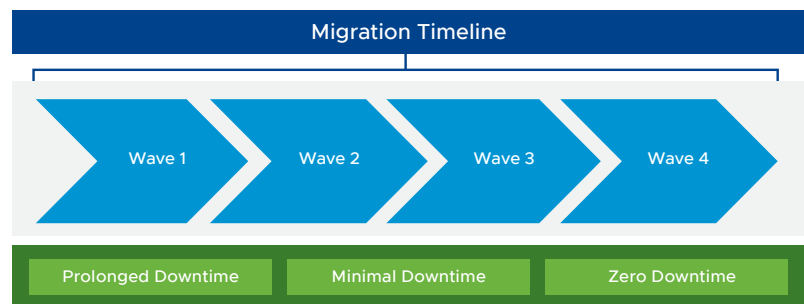 Migration Timeline
Wave 1
Wave 2
Wave 3
Wave 4
Prolonged Downtime
Minimal Downtime
Zero Downtime